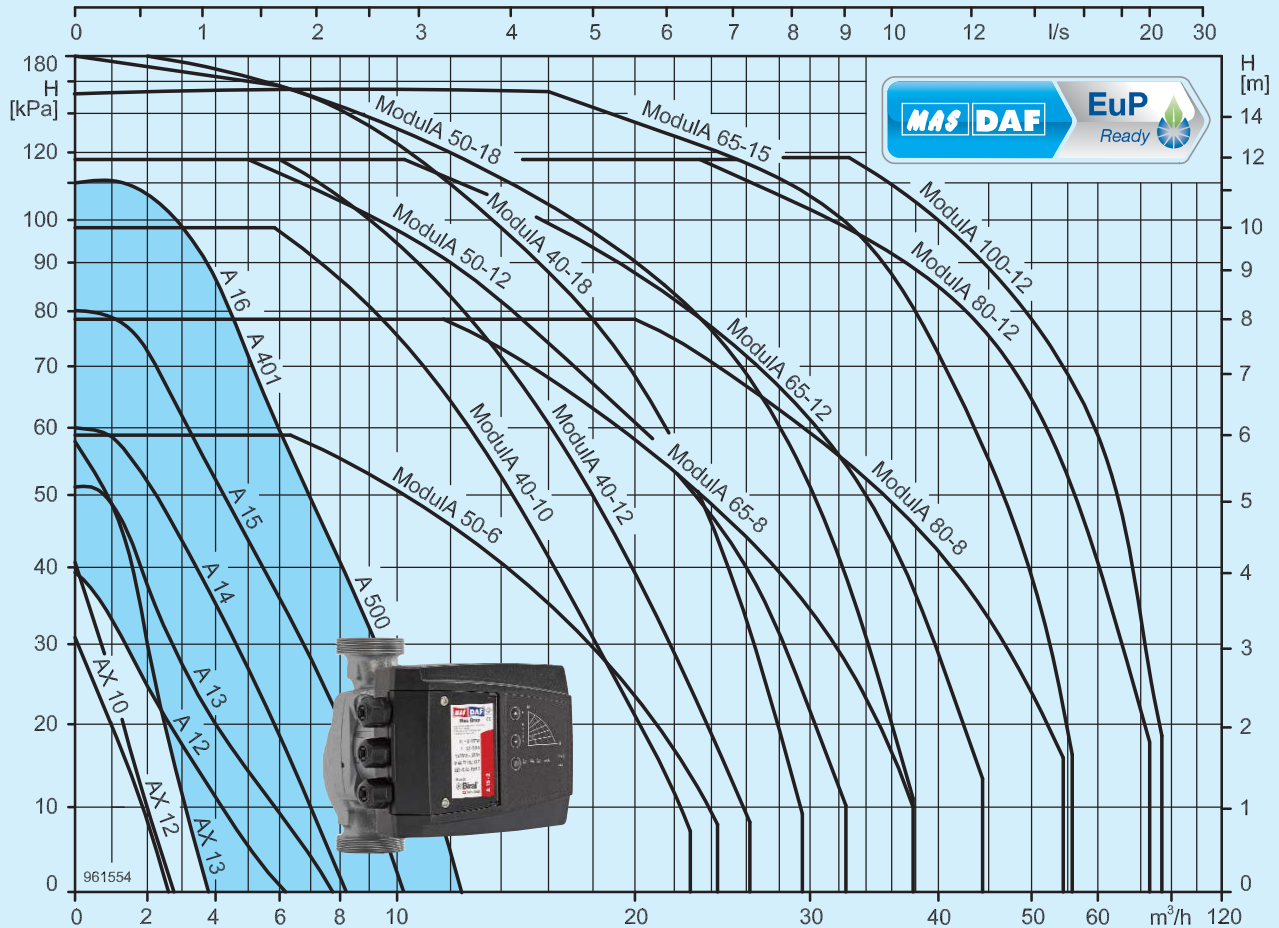 0 1 2 3 4 5 6 7 8 9 10 l/s 20 30
180
H
[kPa]
120
100
90
80
70
60
50
40
30
20
10
0
H
[m]
14
12
10
9
8
7
6
5
4
3
2
1
0
MAS DAF
EuP
Ready
ModulA 50-18
ModulA 65-15
ModulA 100-12
ModulA 80-12
ModulA 40-18
ModulA 50-12
A 16
A 401
ModulA 65-12
ModulA 40-10
ModulA 40-12
ModulA 65-8
ModulA 80-8
ModulA 50-6
A 15
A 14
A 500
A 13
A 12
AX 10
AX 12
AX 13
MAS DAF
Biral
961554
0 2 4 6 8 10 20 30 40 50 60 m³/h 120